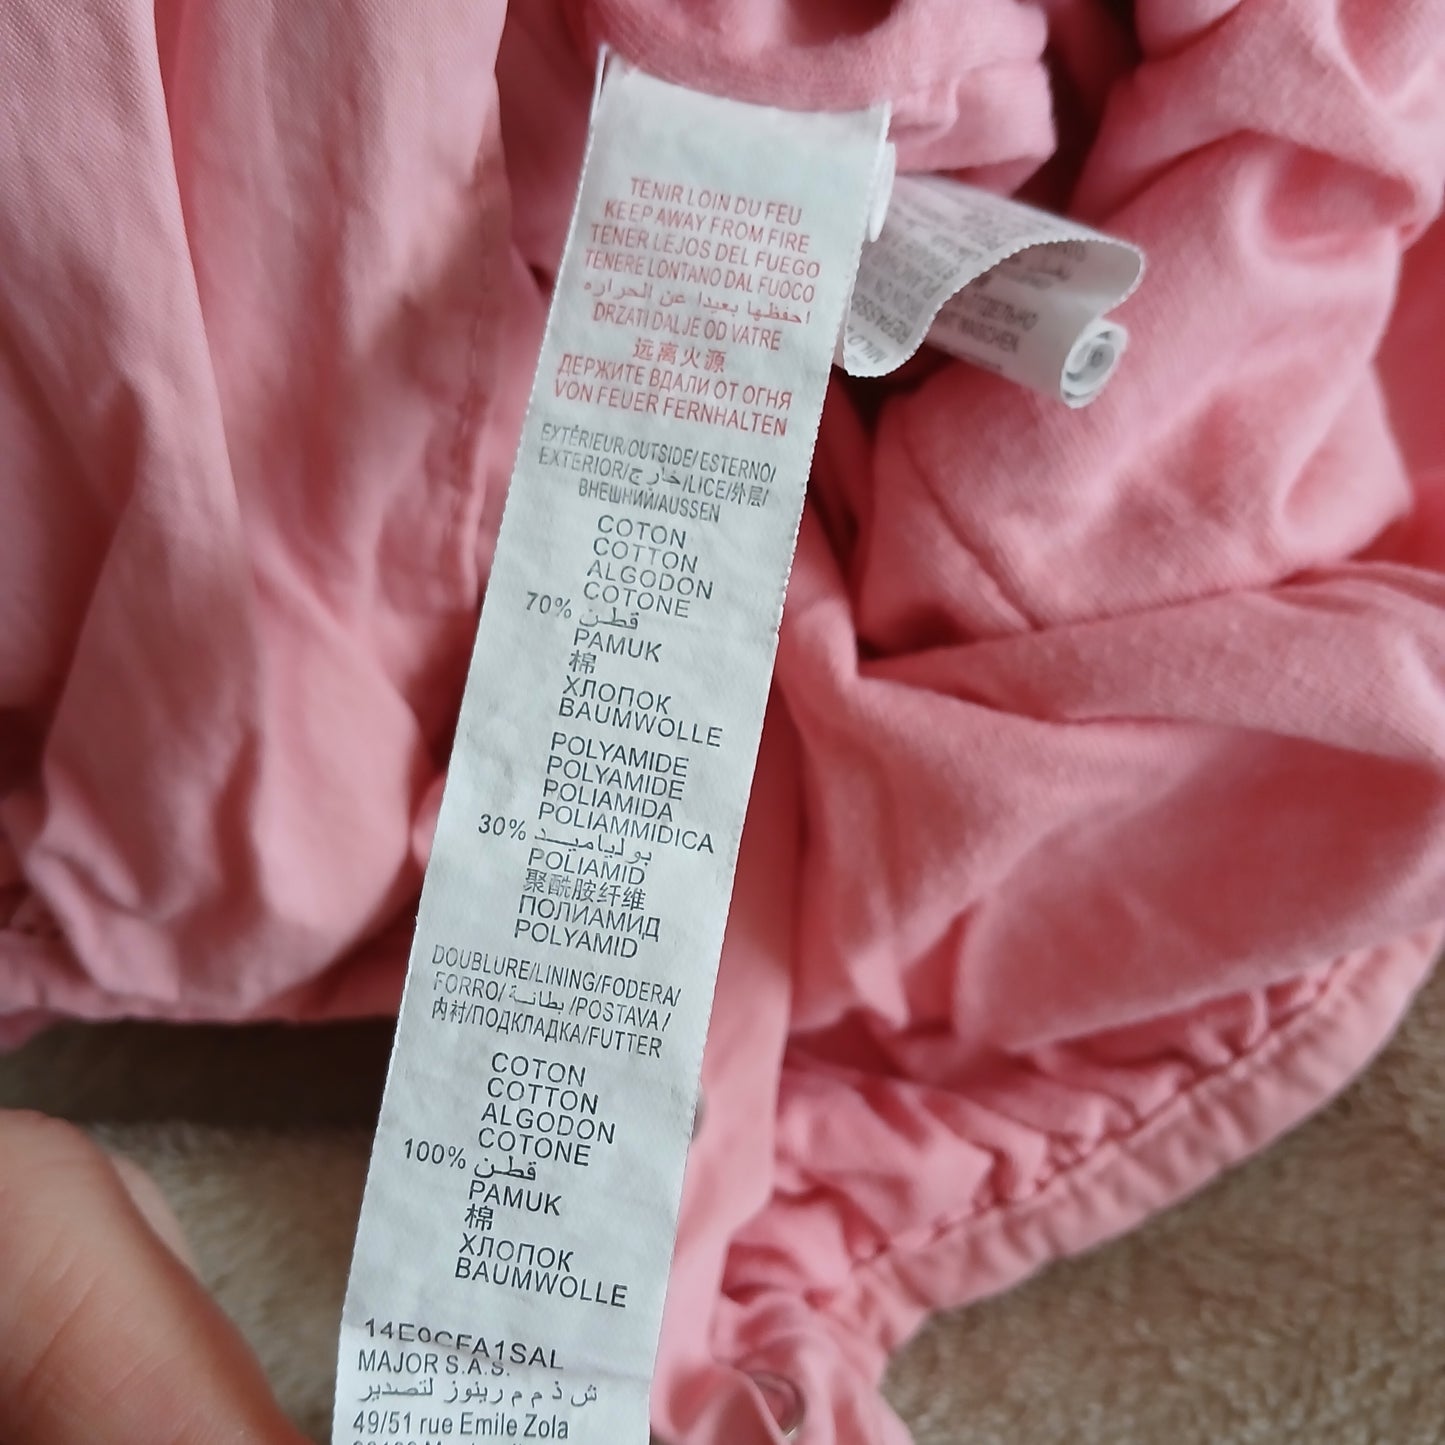 TENIR LOIN DU FEU
KEEP AWAY FROM FIRE
TENER LEJOS DEL FUEGO
TENERE LONTANO DAL FUOCO
احفظها بعيدا عن الحراره
DRZATI DALJE OD VATRE
远离火源
ДЕРЖИТЕ ВДАЛИ ОТ ОГНЯ
VON FEUER FERNHALTEN
EXTÉRIEUR/OUTSIDE/ESTERNO/
EXTERIOR/خارج/LICE/外层/
ВНЕШНИЙ/AUSSEN
COTON
COTTON
ALGODON
COTONE
70% قطن
PAMUK
棉
ХЛОПОК
BAUMWOLLE
POLYAMIDE
POLYAMIDE
POLIAMIDA
POLIAMMIDICA
30% بولياميد
POLIAMID
聚酰胺纤维
ПОЛИАМИД
POLYAMID
DOUBLURE/LINING/FODERA/
FORRO/بطانة/POSTAVA/
内衬/ПОДКЛАДКА/FUTTER
COTON
COTTON
ALGODON
COTONE
100% قطن
PAMUK
棉
ХЛОПОК
BAUMWOLLE
14E0CFA1SAL
MAJOR S.A.S.
ش ذ م م رينوز لتصدير
49/51 rue Emile Zola